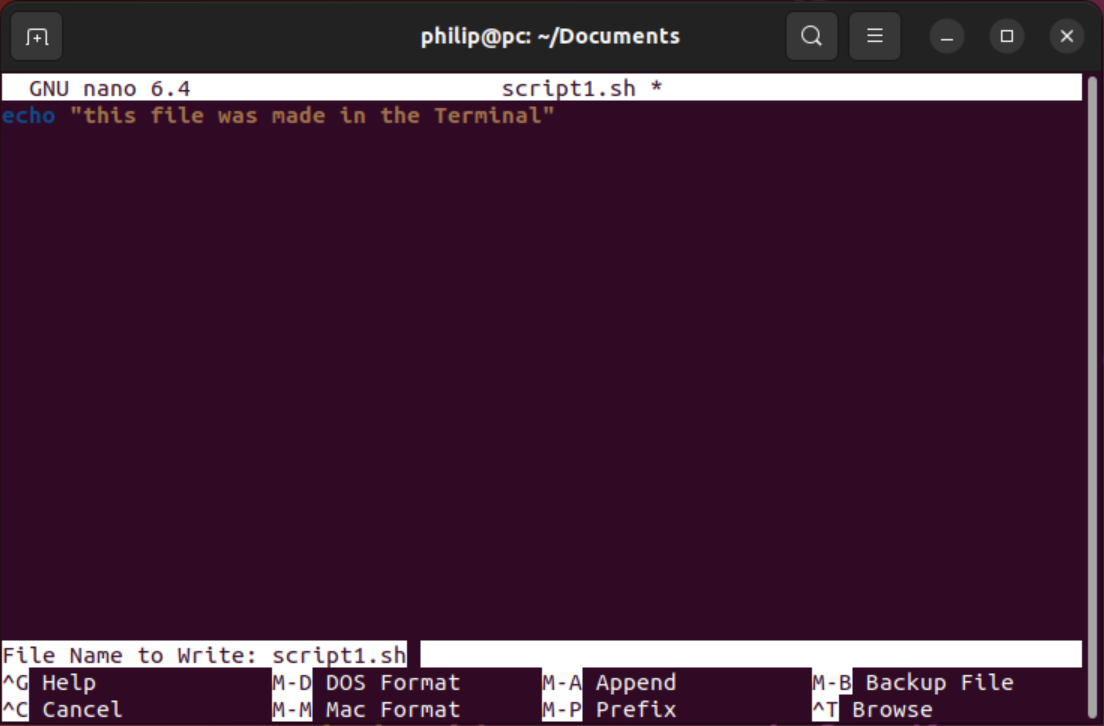 philip@pc: ~/Documents
GNU nano 6.4 script1.sh *
echo "this file was made in the Terminal"
File Name to Write: script1.sh
^G Help M-D DOS Format M-A Append M-B Backup File
^C Cancel M-M Mac Format M-P Prefix ^T Browse